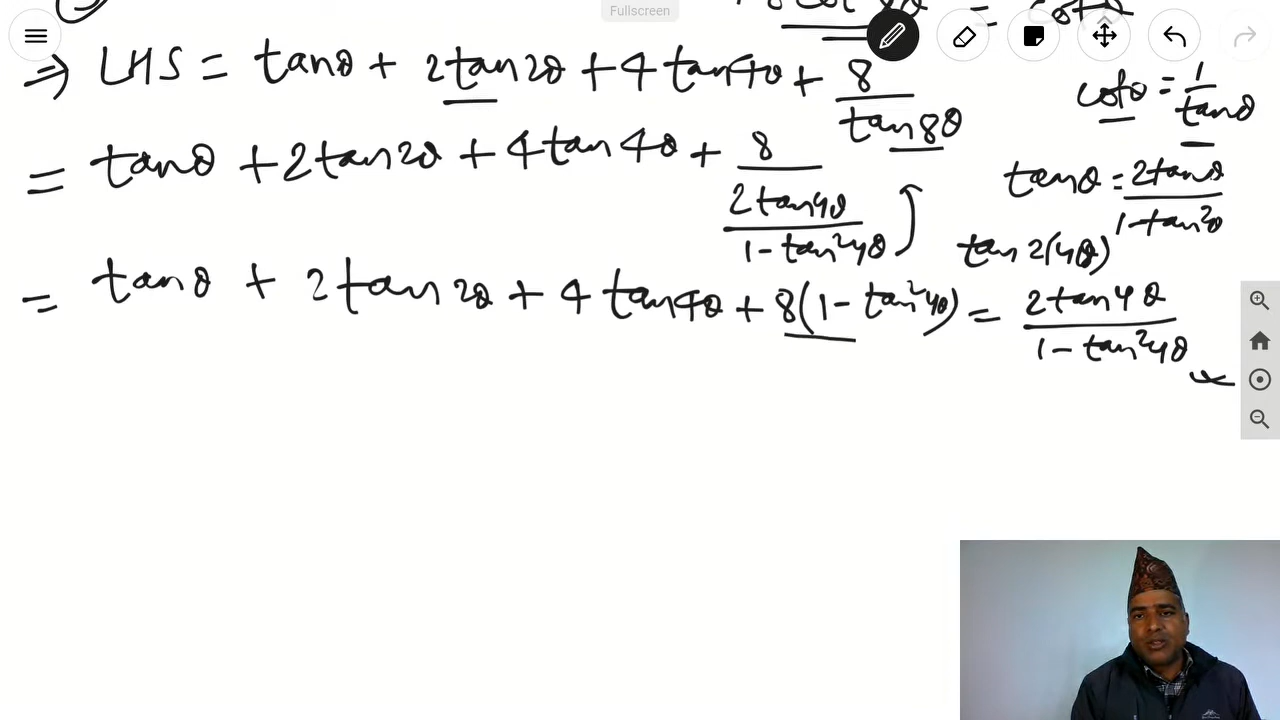 Fullscreen
= cotθ
⇒ LHS = tanθ + 2tan2θ + 4tan4θ + 8/tan8θ
cotθ = 1/tanθ
= tanθ + 2tan2θ + 4tan4θ + 8/(2tan4θ/(1-tan²4θ))
tanθ = 2tanθ/(1-tan²θ)
tan2(4θ)
= tanθ + 2tan2θ + 4tan4θ + 8(1-tan²4θ)
= 2tan4θ/(1-tan²4θ)